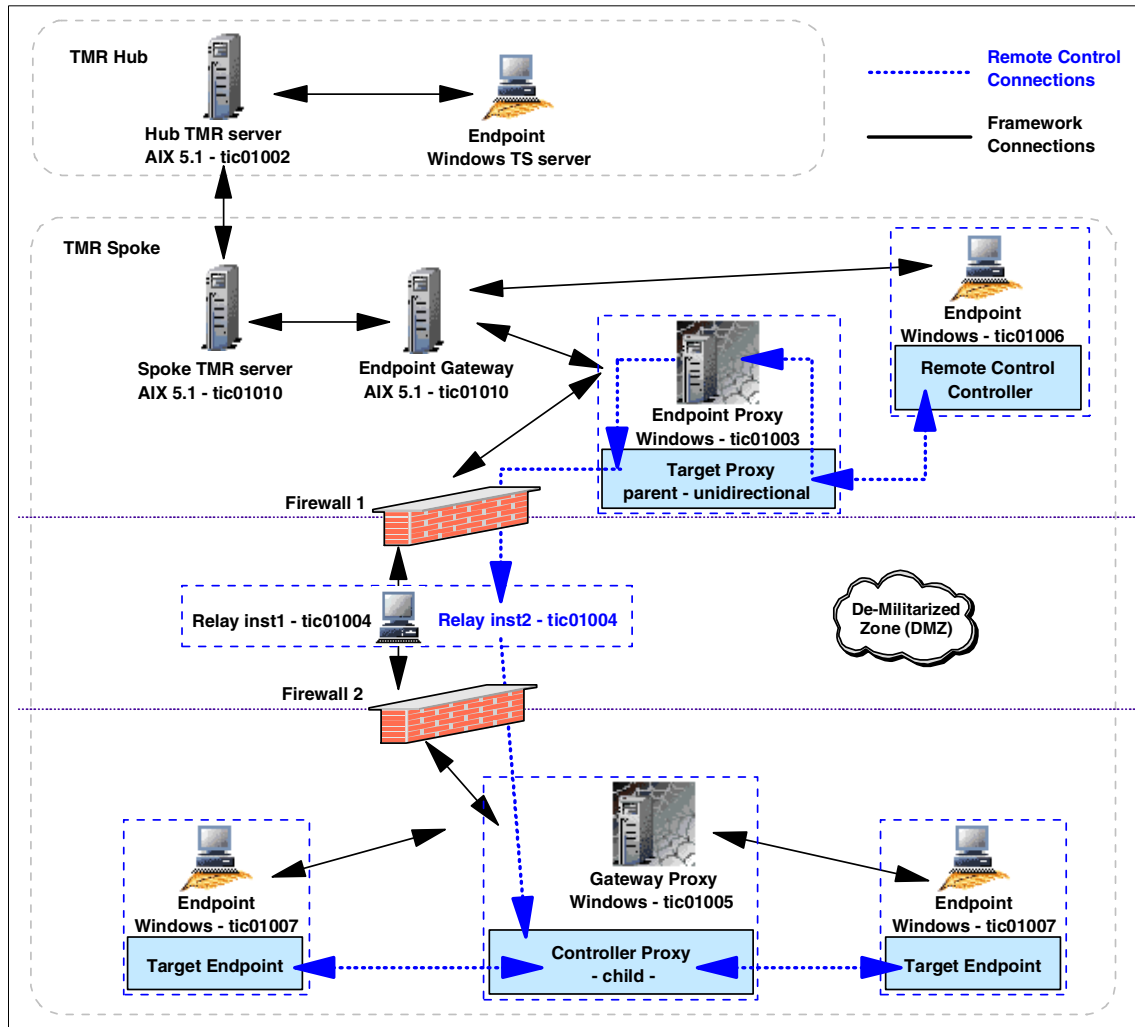 TMR Hub
Hub TMR server
AIX 5.1 - tic01002
Endpoint
Windows TS server
Remote Control
Connections
Framework
Connections
TMR Spoke
Spoke TMR server
AIX 5.1 - tic01010
Endpoint Gateway
AIX 5.1 - tic01010
Endpoint
Windows - tic01006
Remote Control
Controller
Endpoint Proxy
Windows - tic01003
Target Proxy
parent - unidirectional
Firewall 1
Relay inst1 - tic01004
Relay inst2 - tic01004
De-Militarized
Zone (DMZ)
Firewall 2
Endpoint
Windows - tic01007
Target Endpoint
Gateway Proxy
Windows - tic01005
Controller Proxy
- child -
Endpoint
Windows - tic01007
Target Endpoint